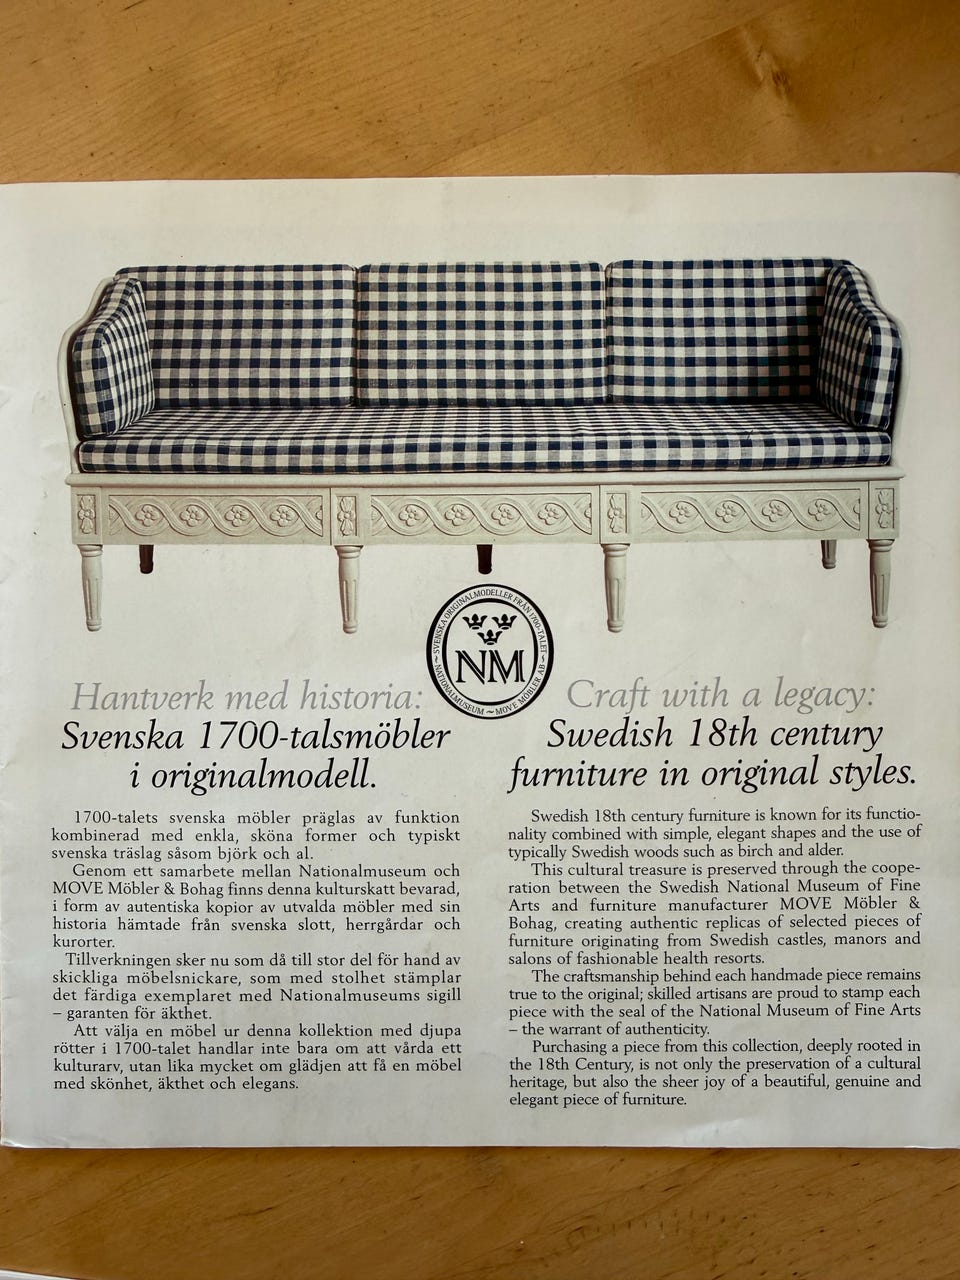 SVENSKA ORIGINALMODELLER FRÅN 1700-TALET
NM
~ NATIONALMUSEUM ~ MOVE MÖBLER AB ~
Hantverk med historia:
Svenska 1700-talsmöbler
i originalmodell.
1700-talets svenska möbler präglas av funktion
kombinerad med enkla, sköna former och typiskt
svenska träslag såsom björk och al.
Genom ett samarbete mellan Nationalmuseum och
MOVE Möbler & Bohag finns denna kulturskatt bevarad,
i form av autentiska kopior av utvalda möbler med sin
historia hämtade från svenska slott, herrgårdar och
kurorter.
Tillverkningen sker nu som då till stor del för hand av
skickliga möbelsnickare, som med stolhet stämplar
det färdiga exemplaret med Nationalmuseums sigill
– garanten för äkthet.
Att välja en möbel ur denna kollektion med djupa
rötter i 1700-talet handlar inte bara om att vårda ett
kulturarv, utan lika mycket om glädjen att få en möbel
med skönhet, äkthet och elegans.
Craft with a legacy:
Swedish 18th century
furniture in original styles.
Swedish 18th century furniture is known for its functio-
nality combined with simple, elegant shapes and the use of
typically Swedish woods such as birch and alder.
This cultural treasure is preserved through the coope-
ration between the Swedish National Museum of Fine
Arts and furniture manufacturer MOVE Möbler &
Bohag, creating authentic replicas of selected pieces of
furniture originating from Swedish castles, manors and
salons of fashionable health resorts.
The craftsmanship behind each handmade piece remains
true to the original; skilled artisans are proud to stamp each
piece with the seal of the National Museum of Fine Arts
– the warrant of authenticity.
Purchasing a piece from this collection, deeply rooted in
the 18th Century, is not only the preservation of a cultural
heritage, but also the sheer joy of a beautiful, genuine and
elegant piece of furniture.